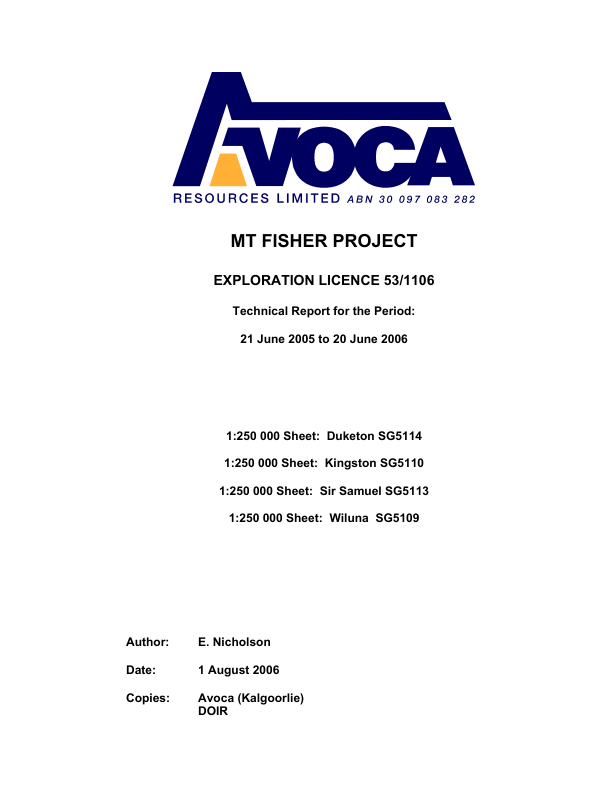 AVOCA
RESOURCES LIMITED ABN 30 097 083 282
MT FISHER PROJECT
EXPLORATION LICENCE 53/1106
Technical Report for the Period:
21 June 2005 to 20 June 2006
1:250 000 Sheet: Duketon SG5114
1:250 000 Sheet: Kingston SG5110
1:250 000 Sheet: Sir Samuel SG5113
1:250 000 Sheet: Wiluna SG5109
Author: E. Nicholson
Date: 1 August 2006
Copies: Avoca (Kalgoorlie)
DOIR